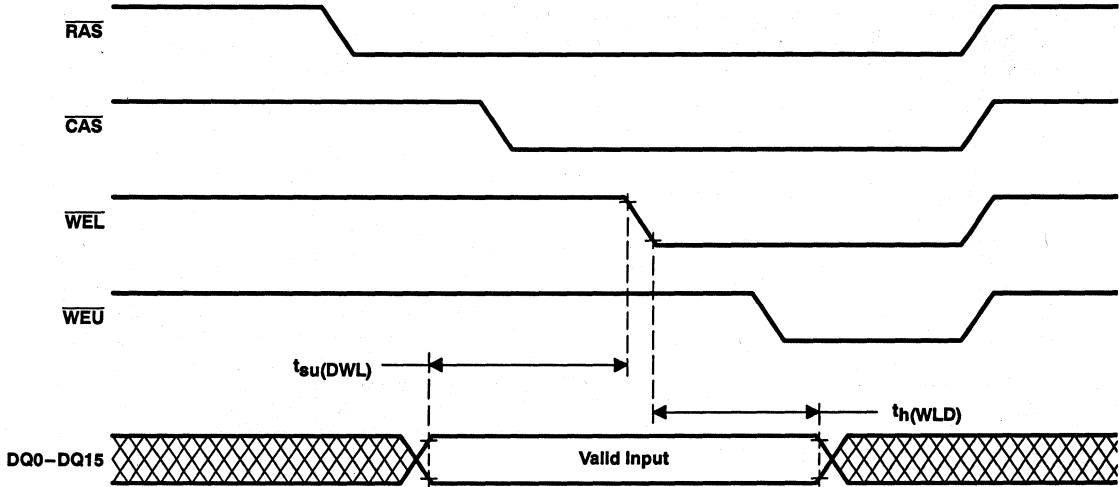 RAS
CAS
WEL
WEU
tsu(DWL)
th(WLD)
DQ0–DQ15
Valid Input